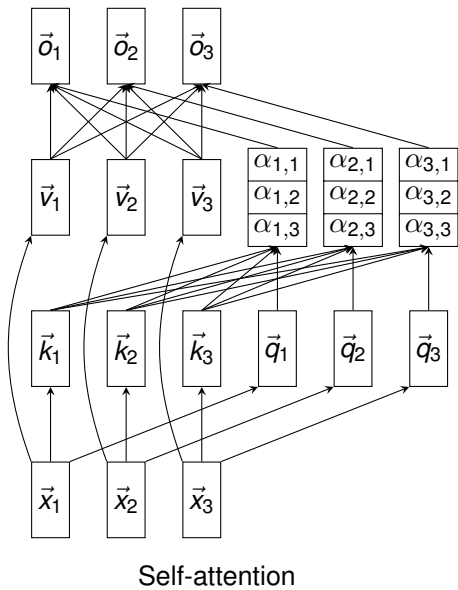 o⃗1 o⃗2 o⃗3
α1,1 α2,1 α3,1
v⃗1 v⃗2 v⃗3 α1,2 α2,2 α3,2
α1,3 α2,3 α3,3
k⃗1 k⃗2 k⃗3 q⃗1 q⃗2 q⃗3
x⃗1 x⃗2 x⃗3
Self-attention